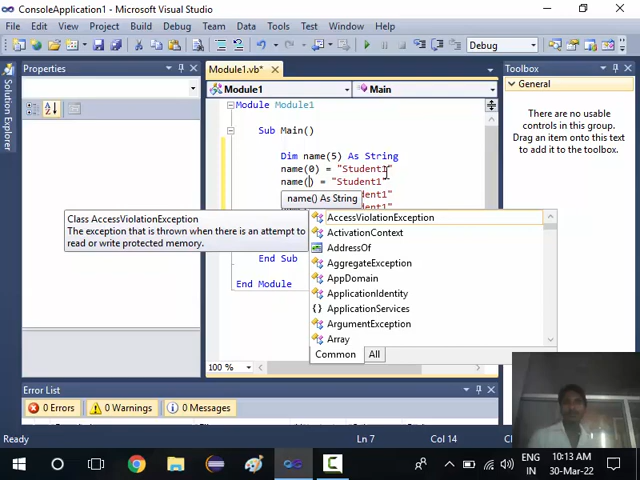 ConsoleApplication1 - Microsoft Visual Studio
File Edit View Project Build Debug Team Data Tools Test Window Help
Debug
Properties
Module1.vb*
Toolbox
Solution Explorer
Module1
Main
General
There are no usable
controls in this group.
Drag an item onto this
text to add it to the
toolbox.
Module Module1
Sub Main()
Dim name(5) As String
name(0) = "Student1"
name() = "Student1"
name() As String
End Sub
End Module
Class AccessViolationException
The exception that is thrown when there is an attempt to
read or write protected memory.
AccessViolationException
ActivationContext
AddressOf
AggregateException
AppDomain
ApplicationIdentity
ApplicationServices
ArgumentException
Array
Common All
100 %
Error List
0 Errors 0 Warnings 0 Messages
Ready Ln 7 Col 14
ENG 10:13 AM
IN 30-Mar-22